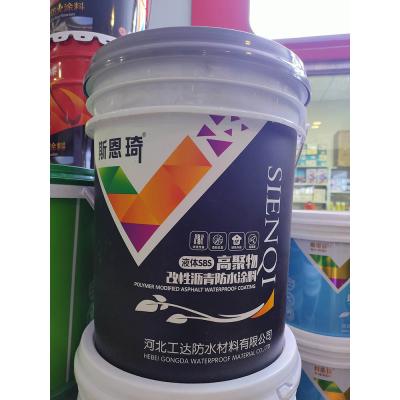 斯恩琦®
SIENQI
液体SBS 高聚物
改性沥青防水涂料
POLYMER MODIFIED ASPHALT WATERPROOF COATING
河北工达防水材料有限公司
HEBEI GONGDA WATERPROOF MATERIAL CO.,LTD
涂料